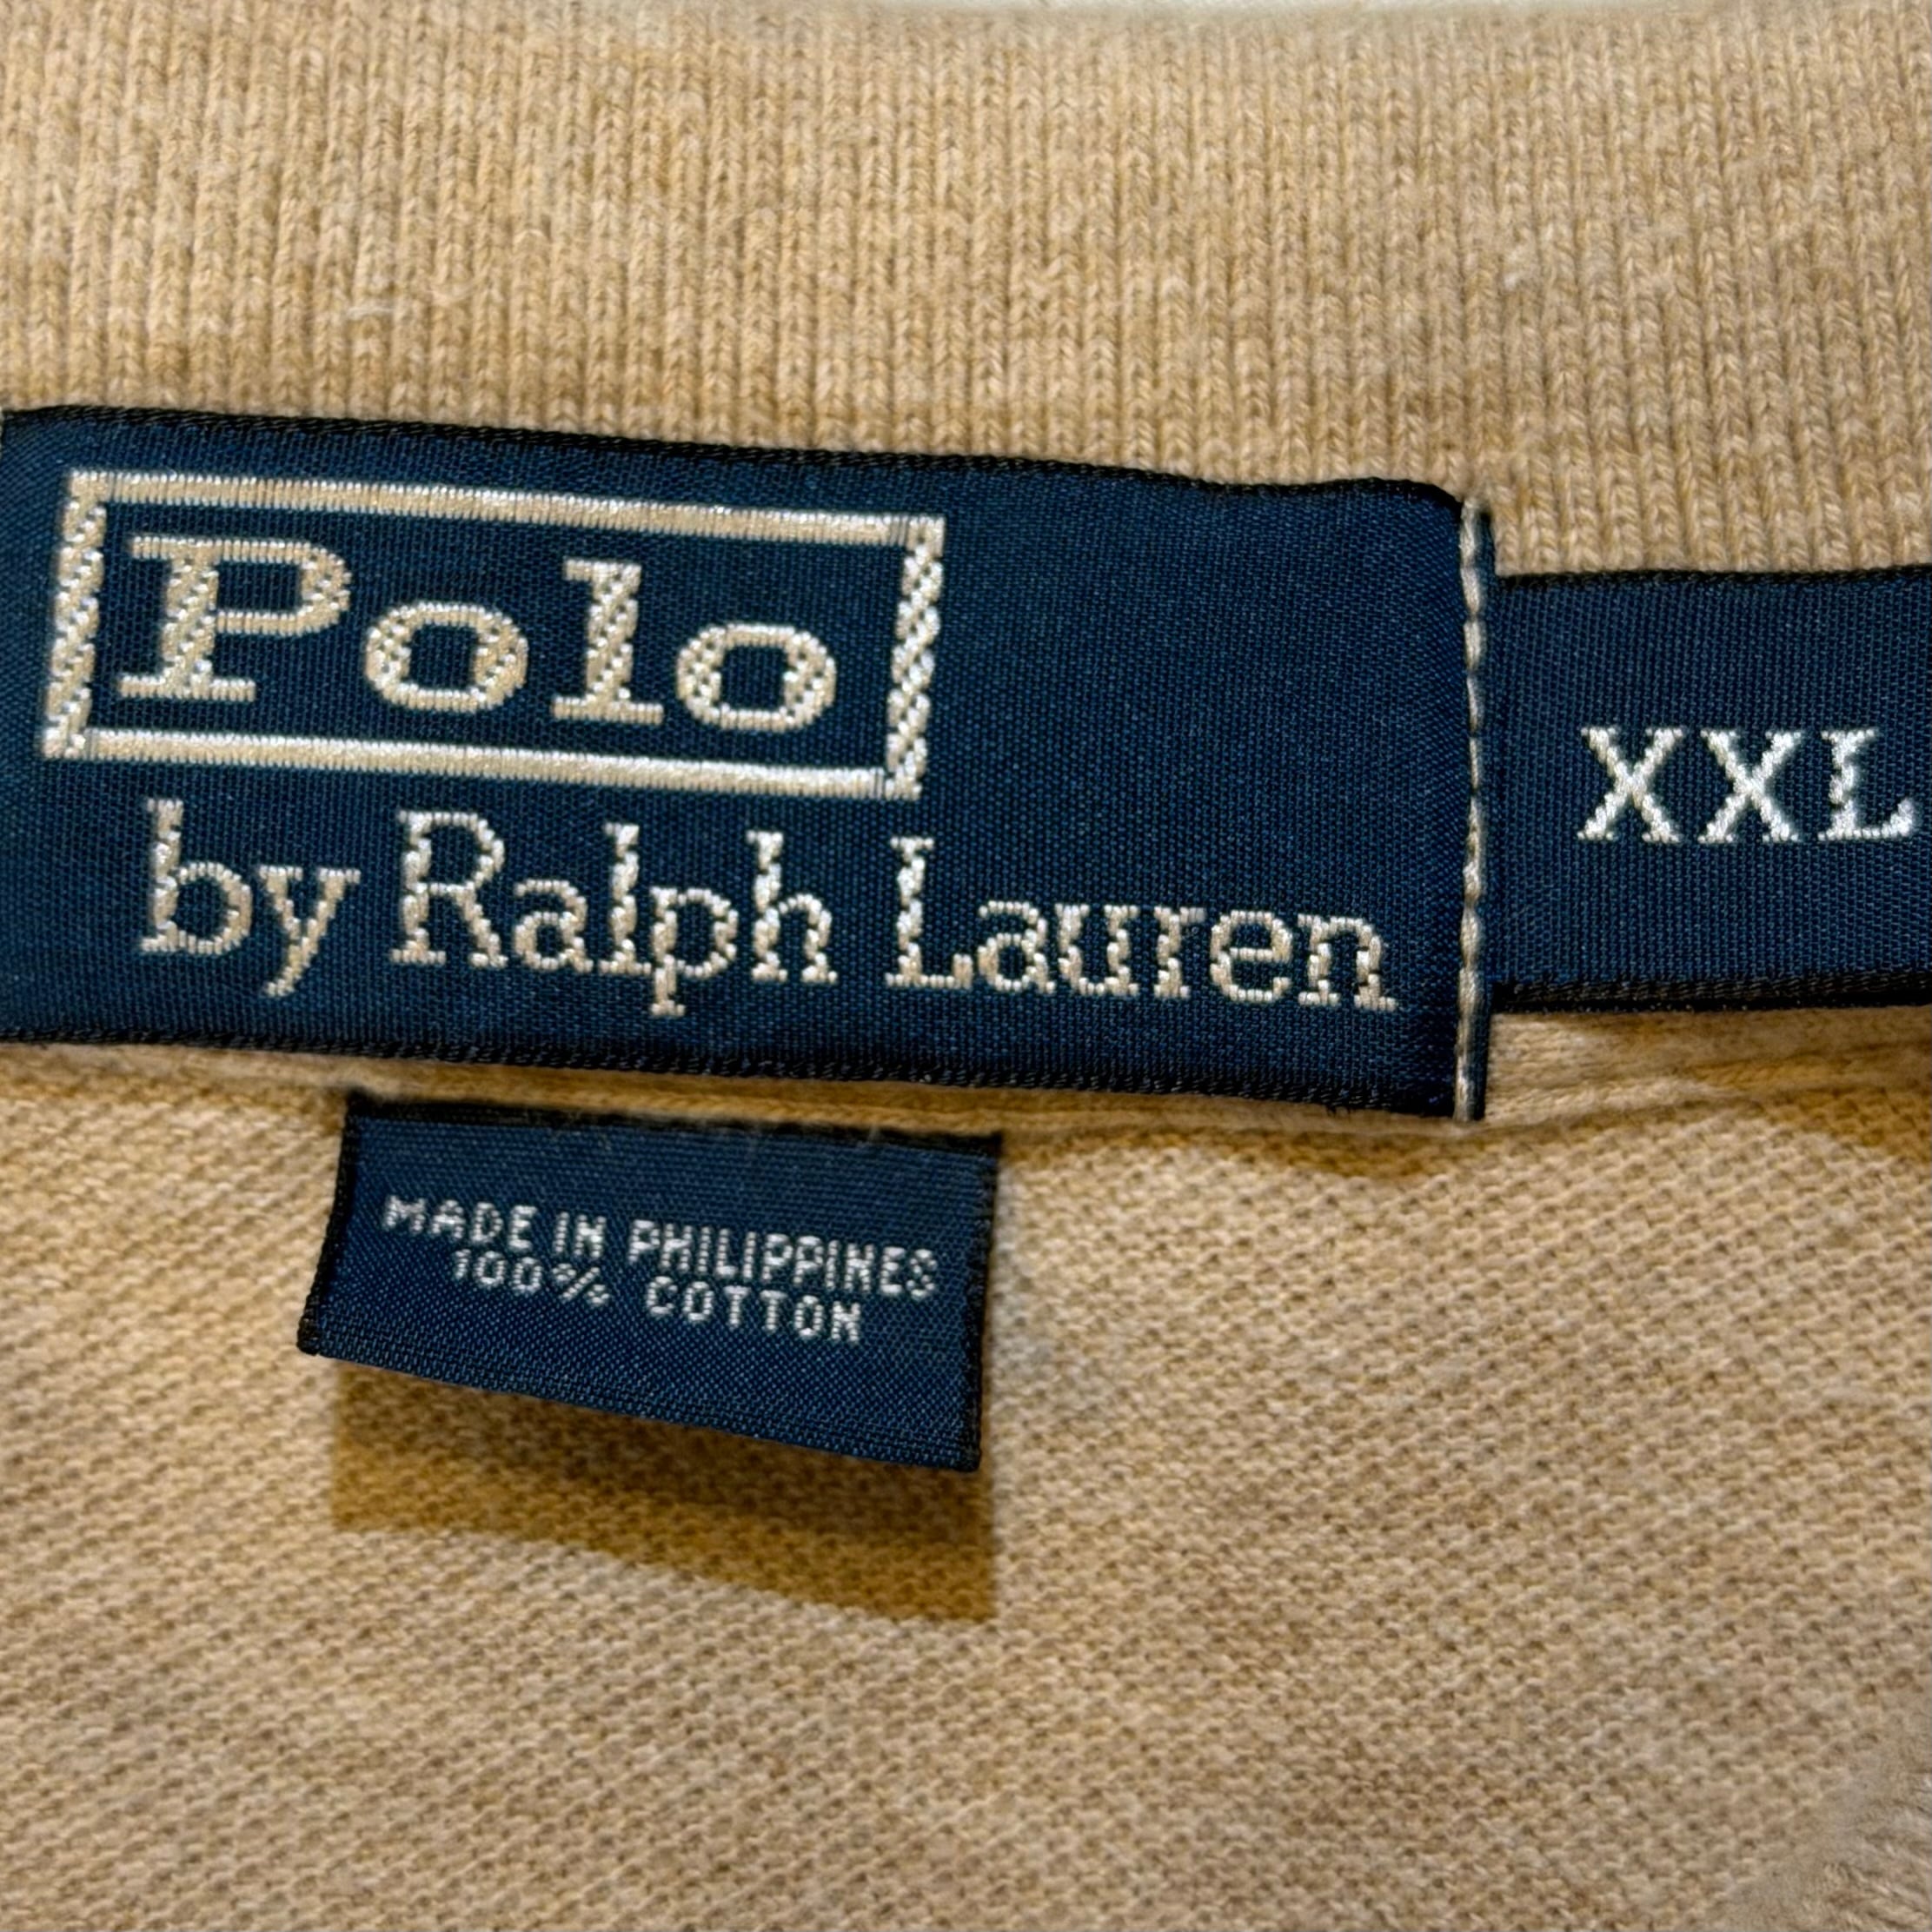 Polo
by Ralph Lauren
XXL
MADE IN PHILIPPINES
100% COTTON